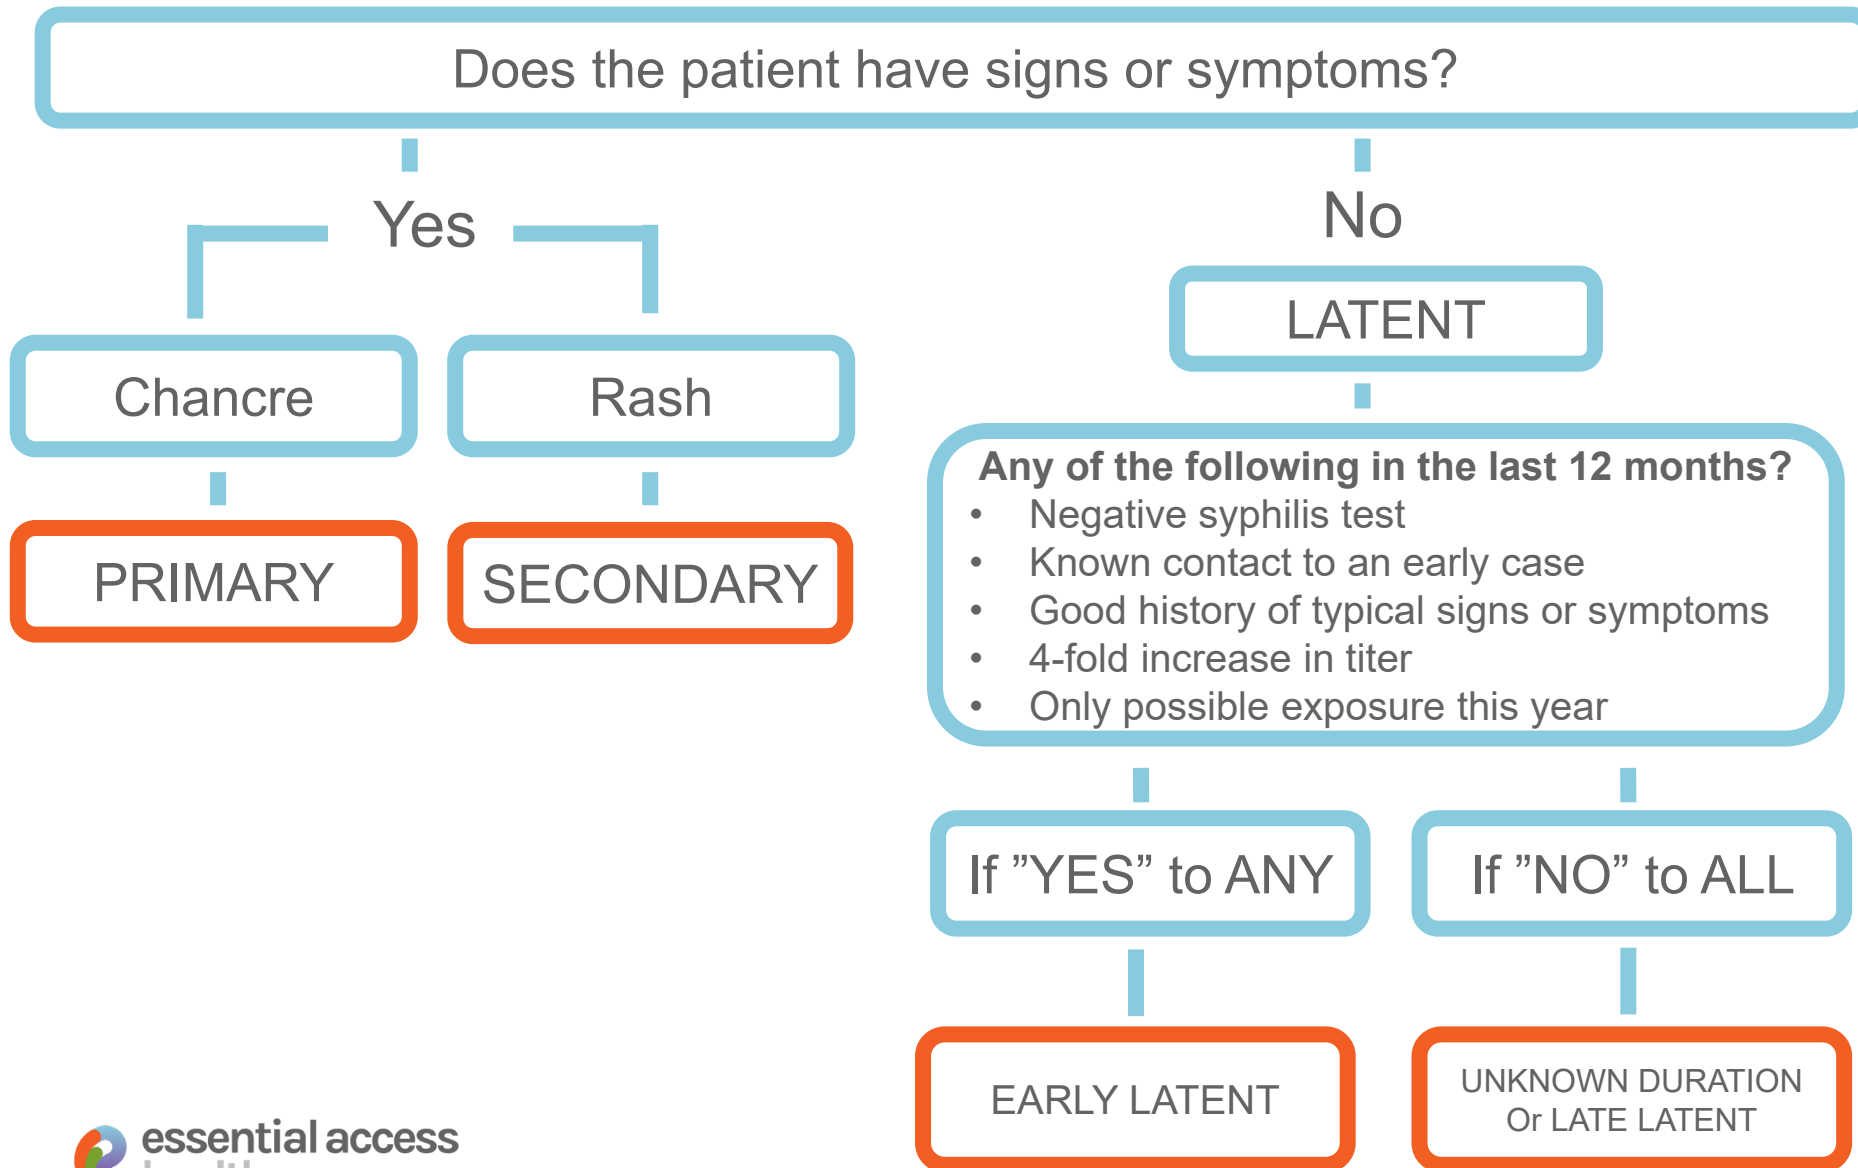 Does the patient have signs or symptoms?
Yes
No
LATENT
Chancre
Rash
PRIMARY
SECONDARY
Any of the following in the last 12 months?
• Negative syphilis test
• Known contact to an early case
• Good history of typical signs or symptoms
• 4-fold increase in titer
• Only possible exposure this year
If ”YES” to ANY
If ”NO” to ALL
EARLY LATENT
UNKNOWN DURATION
Or LATE LATENT
essential access